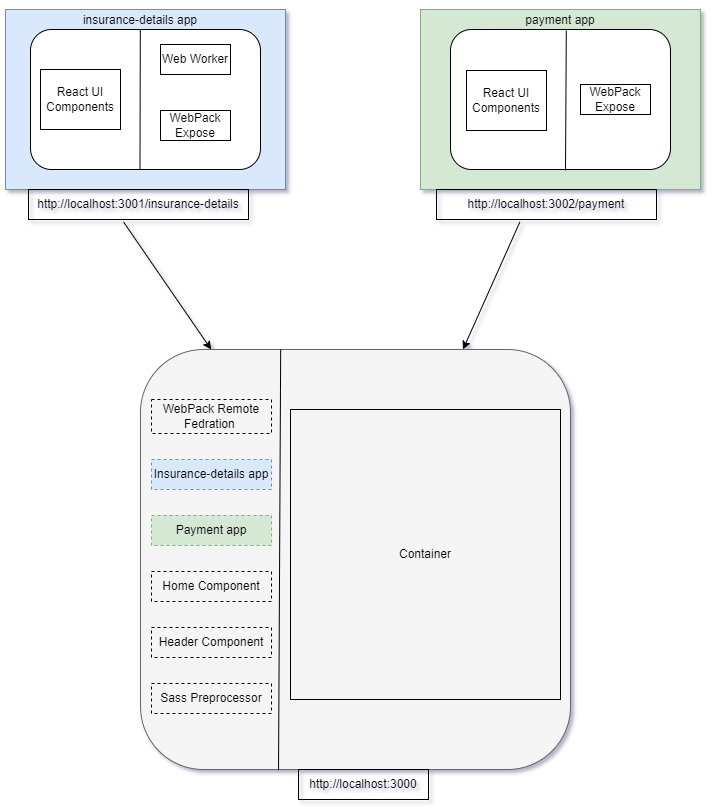 insurance-details app
React UI
Components
Web Worker
WebPack
Expose
http://localhost:3001/insurance-details
payment app
React UI
Components
WebPack
Expose
http://localhost:3002/payment
WebPack Remote
Fedration
Insurance-details app
Payment app
Home Component
Header Component
Sass Preprocessor
Container
http://localhost:3000